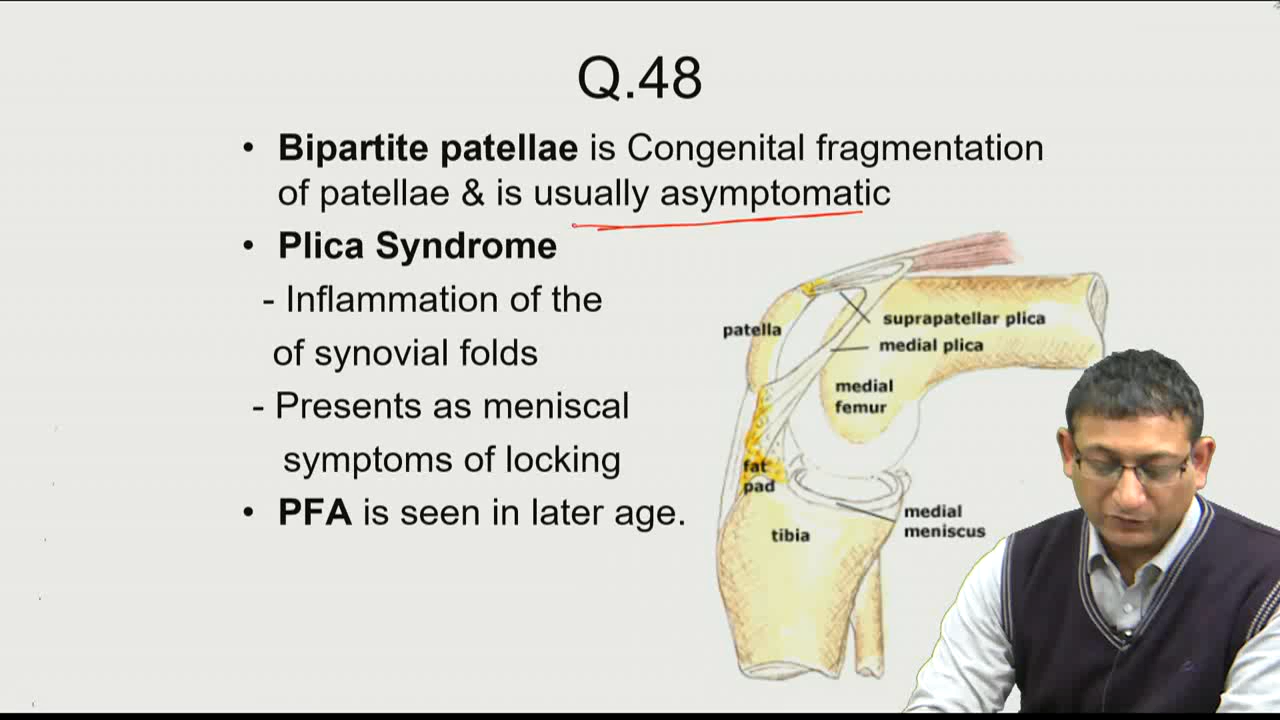 Q.48
• Bipartite patellae is Congenital fragmentation
of patellae & is usually asymptomatic
• Plica Syndrome
- Inflammation of the
of synovial folds
- Presents as meniscal
symptoms of locking
• PFA is seen in later age.
patella
suprapatellar plica
medial plica
medial
femur
fat
pad
medial
meniscus
tibia